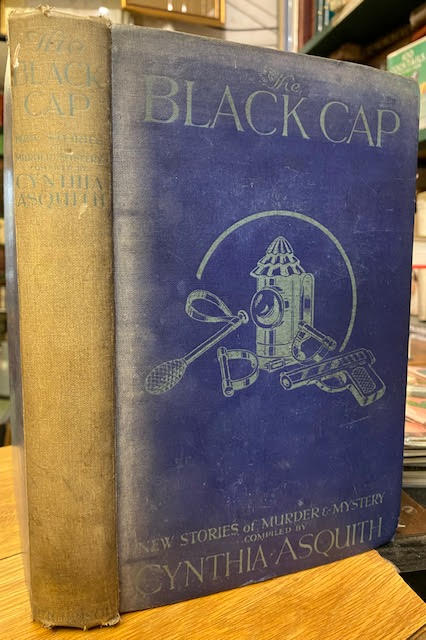 The
BLACK
CAP
NEW STORIES
MURDER & MYSTERY
CYNTHIA
ASQUITH
The
BLACK CAP
NEW STORIES of MURDER & MYSTERY
COMPILED BY
CYNTHIA·ASQUITH